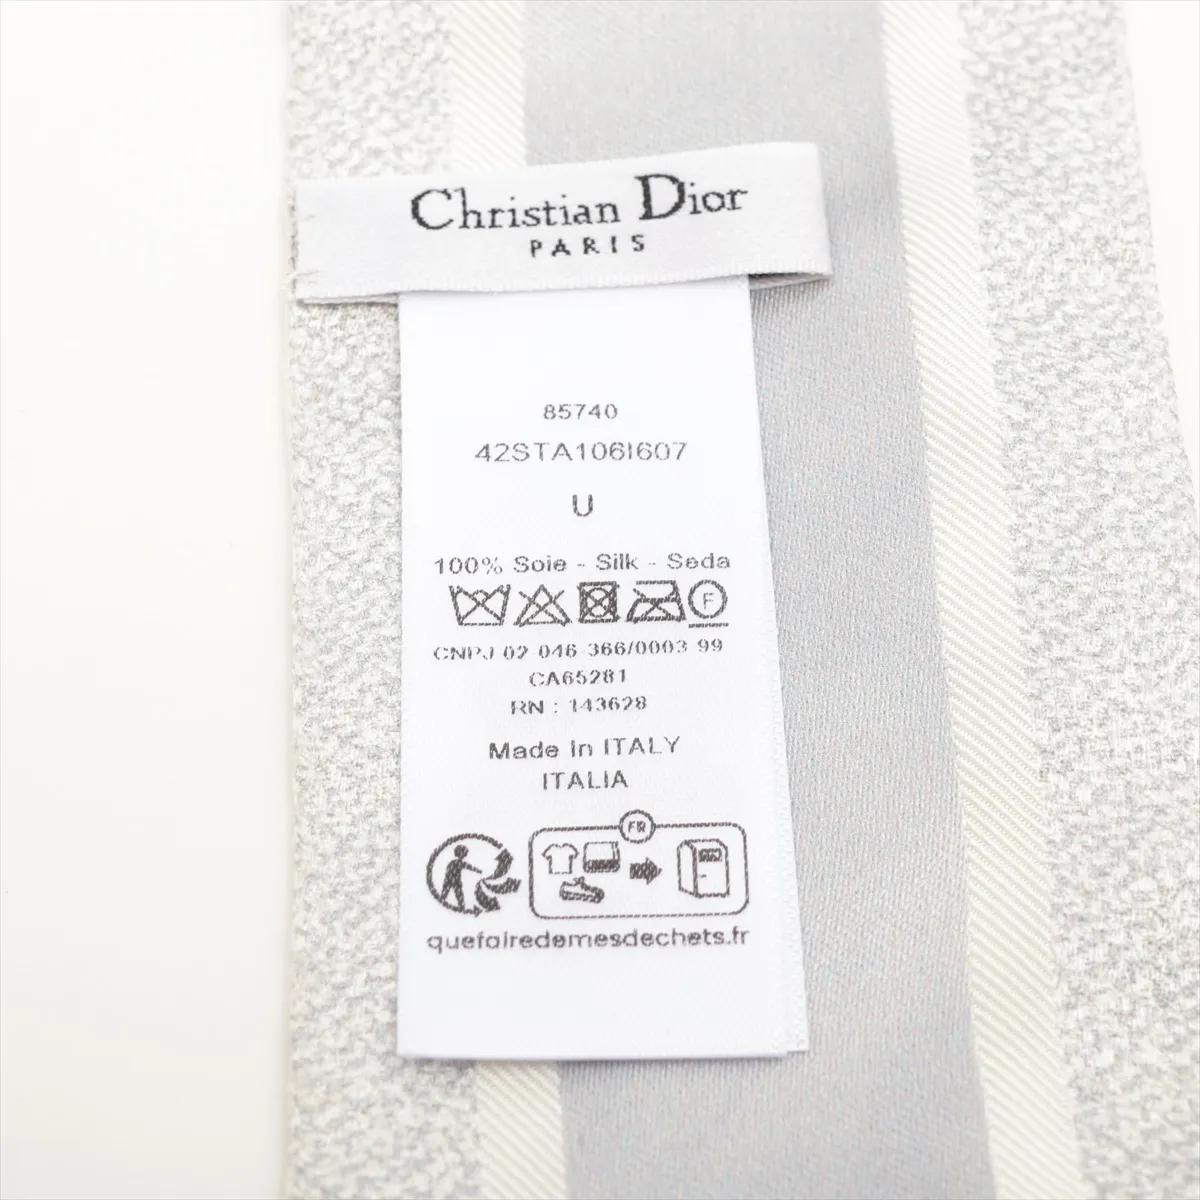 Christian Dior
PARIS
85740
42STA106I607
U
100% Soie - Silk - Seda
F
CNPJ 02 046 366/0003 99
CA65281
RN : 143628
Made in ITALY
ITALIA
FR
quefairedemesdechets.fr